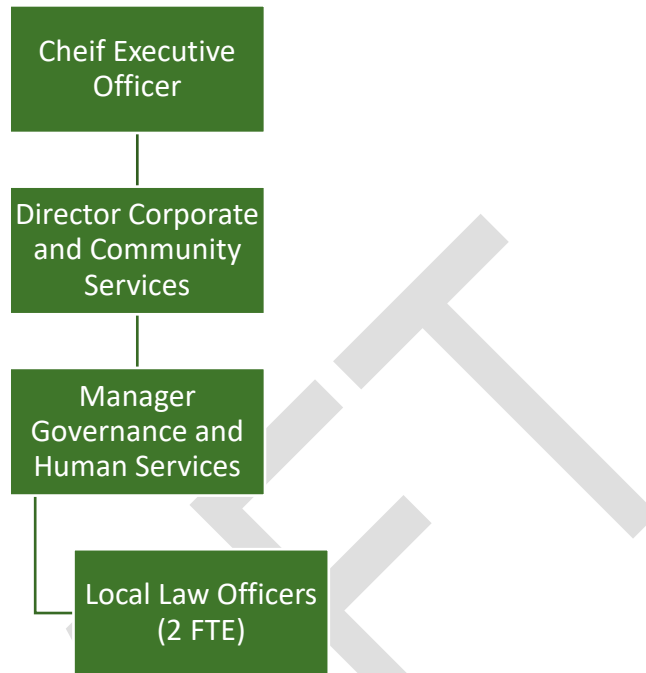 Cheif Executive
Officer
Director Corporate
and Community
Services
Manager
Governance and
Human Services
Local Law Officers
(2 FTE)